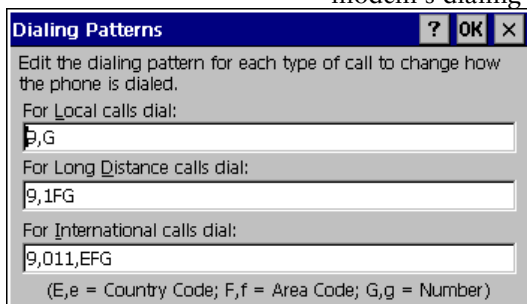 modem's dialing
Dialing Patterns ? OK ×
Edit the dialing pattern for each type of call to change how
the phone is dialed.
For Local calls dial:
9,G
For Long Distance calls dial:
9,1FG
For International calls dial:
9,011,EFG
(E,e = Country Code; F,f = Area Code; G,g = Number)